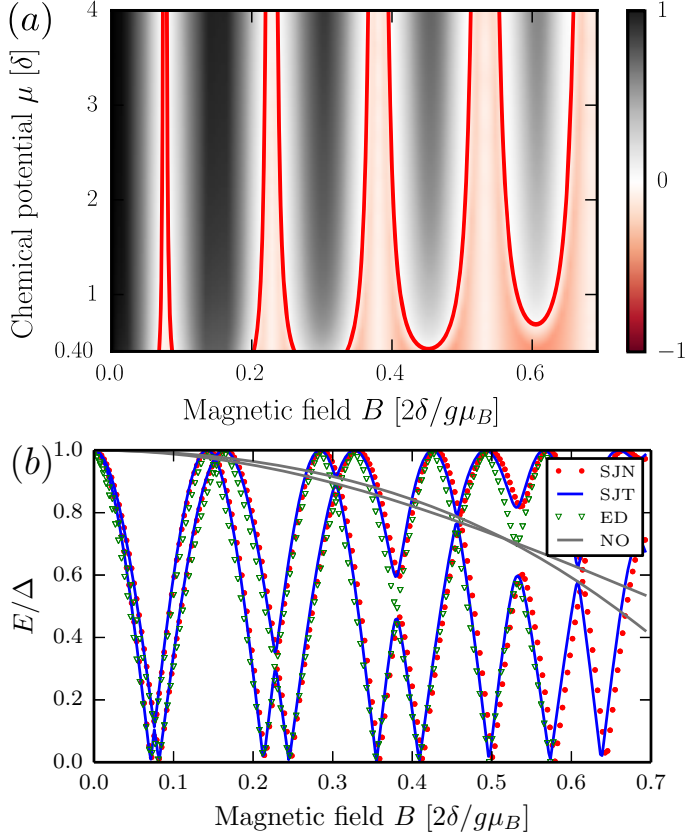 (a)
Chemical potential μ [δ]
4
3
2
1
0.40
0.0
0.2
0.4
0.6
Magnetic field B [2δ/gμ_B]
1
0
−1
(b)
E/Δ
1.0
0.8
0.6
0.4
0.2
0.0
0.0
0.1
0.2
0.3
0.4
0.5
0.6
0.7
Magnetic field B [2δ/gμ_B]
SJN
SJT
ED
NO